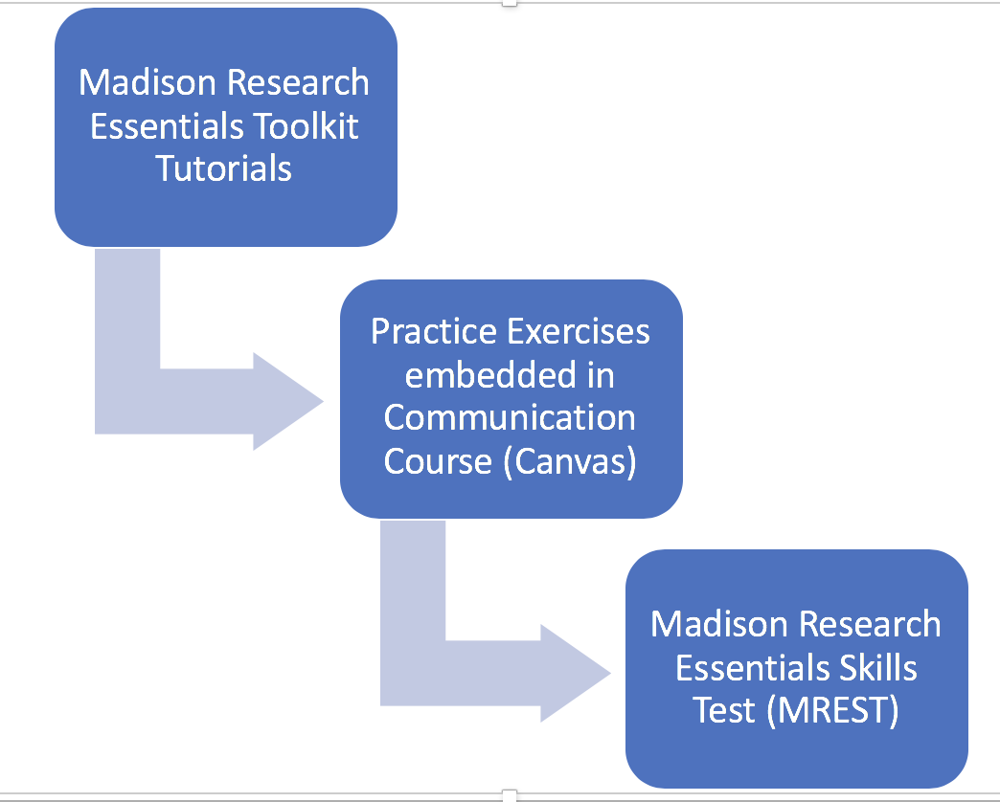 Madison Research
Essentials Toolkit
Tutorials
Practice Exercises
embedded in
Communication
Course (Canvas)
Madison Research
Essentials Skills
Test (MREST)